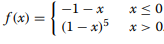 f(x) = { −1 − x    x ≤ 0
(1 − x)⁵    x > 0